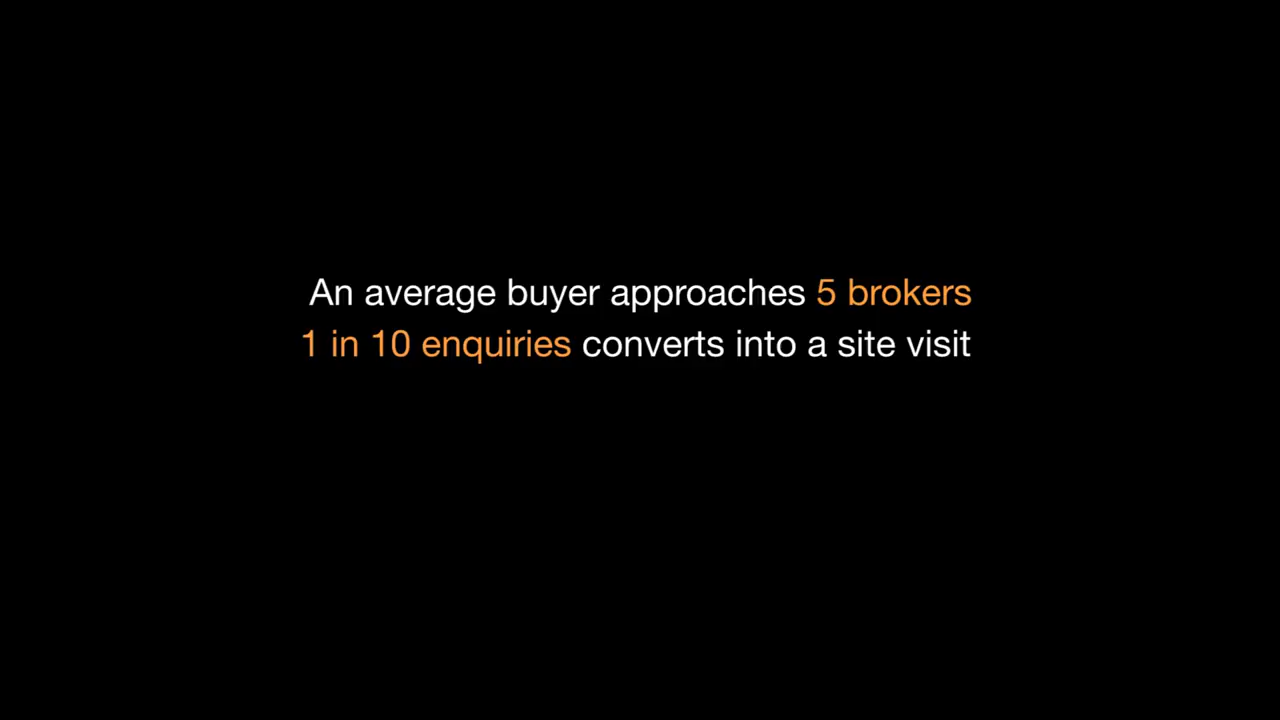 An average buyer approaches 5 brokers
1 in 10 enquiries converts into a site visit